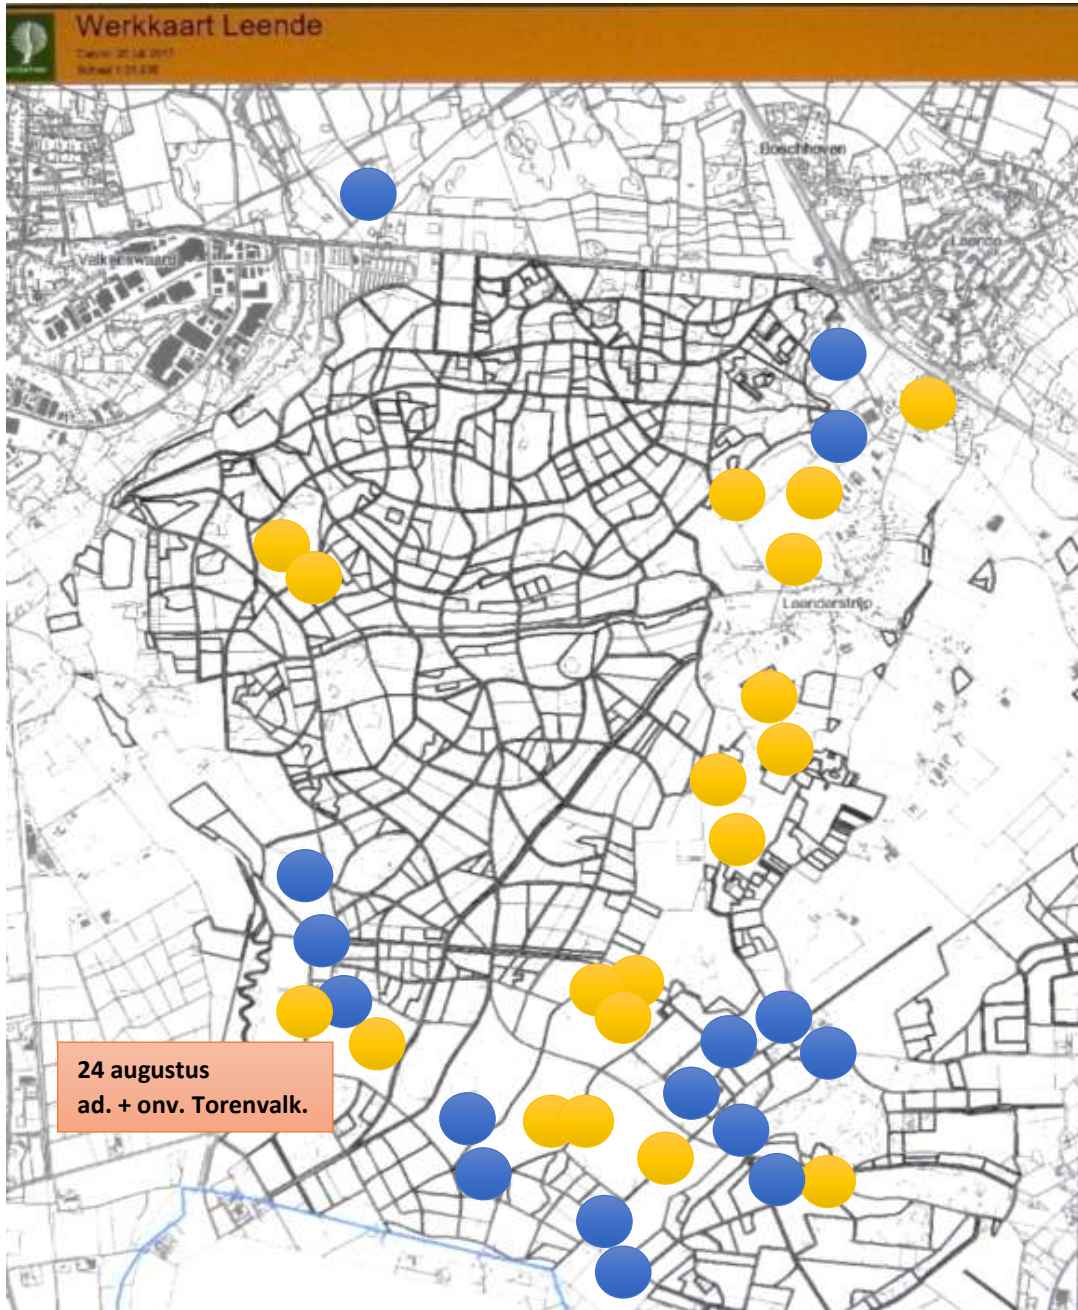 Werkkaart Leende
Boschhoven
Valkenswaard
Leende
Leenderstrijp
24 augustus
ad. + onv. Torenvalk.